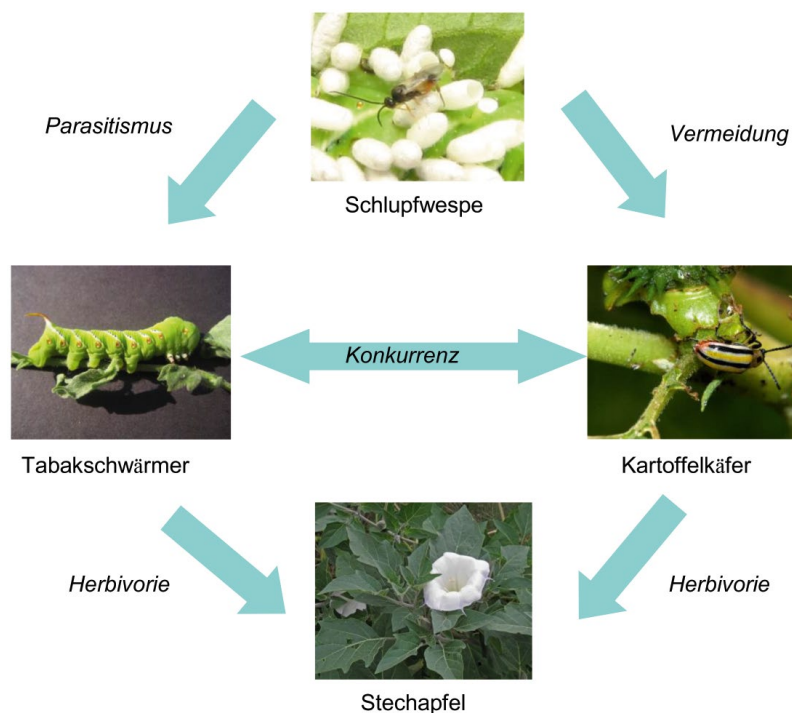 Parasitismus
Vermeidung
Schlupfwespe
Konkurrenz
Tabakschwärmer
Kartoffelkäfer
Herbivorie
Herbivorie
Stechapfel